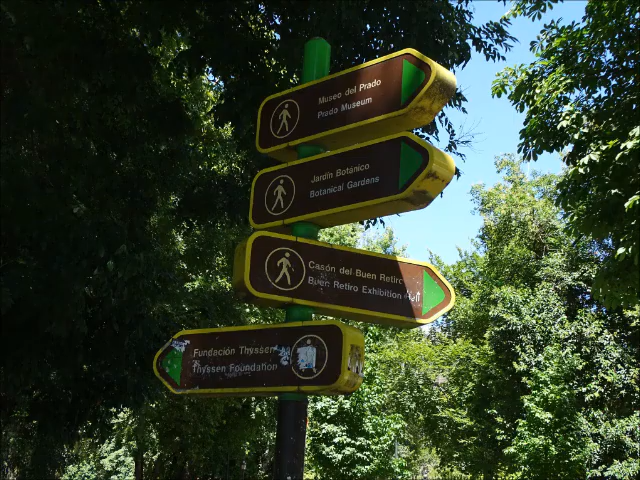 Museo del Prado
Prado Museum
Jardín Botánico
Botanical Gardens
Casón del Buen Retiro
Buen Retiro Exhibition
Fundación Thyssen
Thyssen Foundation